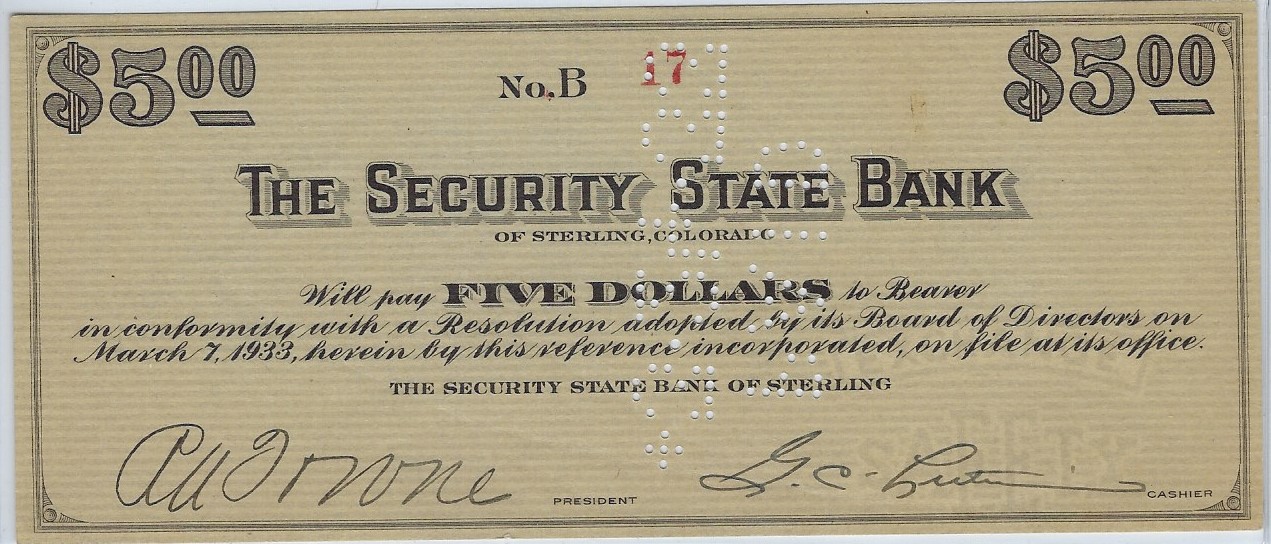 $5.00 No. B 17 $5.00
THE SECURITY STATE BANK
OF STERLING, COLORADO
Will pay FIVE DOLLARS to Bearer
in conformity with a Resolution adopted by its Board of Directors on
March 7, 1933, herein by this reference incorporated, on file at its office.
THE SECURITY STATE BANK OF STERLING
PRESIDENT G. C. CASHIER